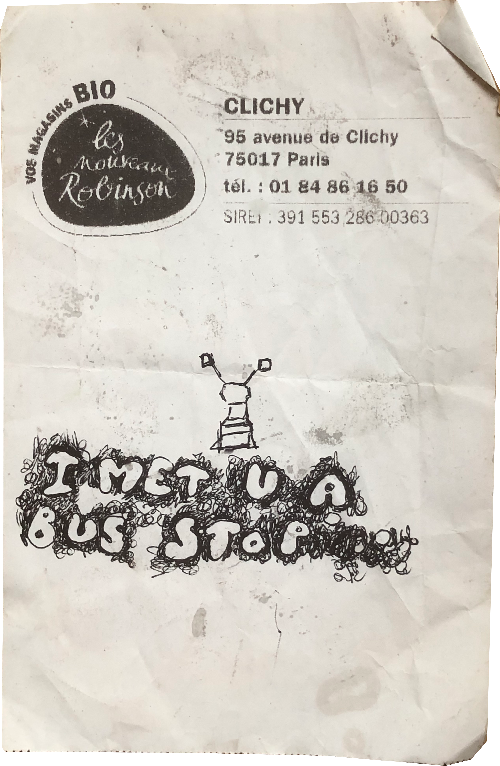 VOS MAGASINS BIO
les
nouveaux
Robinson
CLICHY
95 avenue de Clichy
75017 Paris
tél. : 01 84 86 16 50
SIRET : 391 553 286 00363
I MET U A
BUS STOP